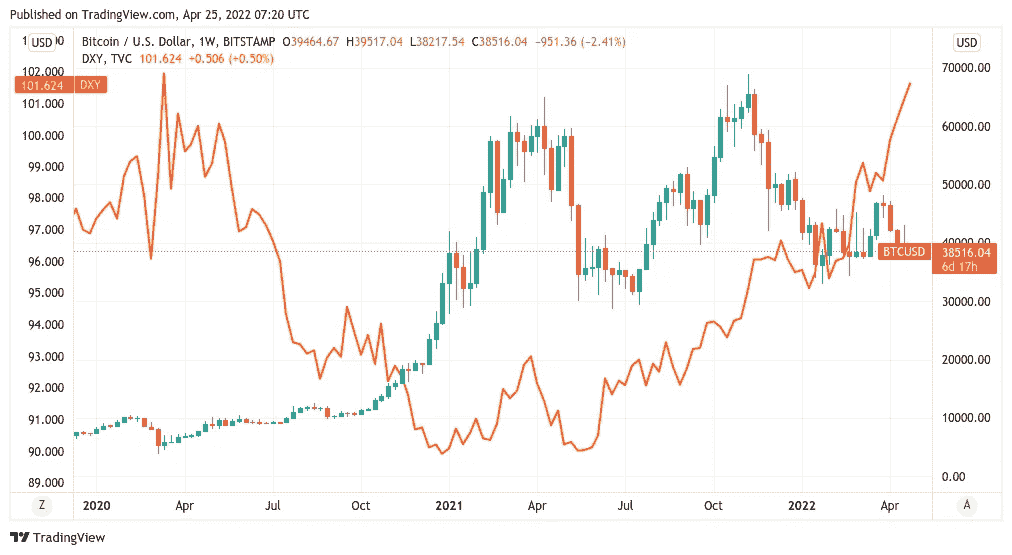 Published on TradingView.com, Apr 25, 2022 07:20 UTC
USD
Bitcoin / U.S. Dollar, 1W, BITSTAMP O39464.67 H39517.04 L38217.54 C38516.04 -951.36 (-2.41%)
USD
DXY, TVC 101.624 +0.506 (+0.50%)
102.000
101.624 DXY
101.000
100.000
99.000
98.000
97.000
96.000
95.000
94.000
93.000
92.000
91.000
90.000
89.000
70000.00
60000.00
50000.00
BTCUSD 38516.04
6d 17h
30000.00
20000.00
10000.00
0.00
Z 2020 Apr Jul Oct 2021 Apr Jul Oct 2022 Apr A
TradingView